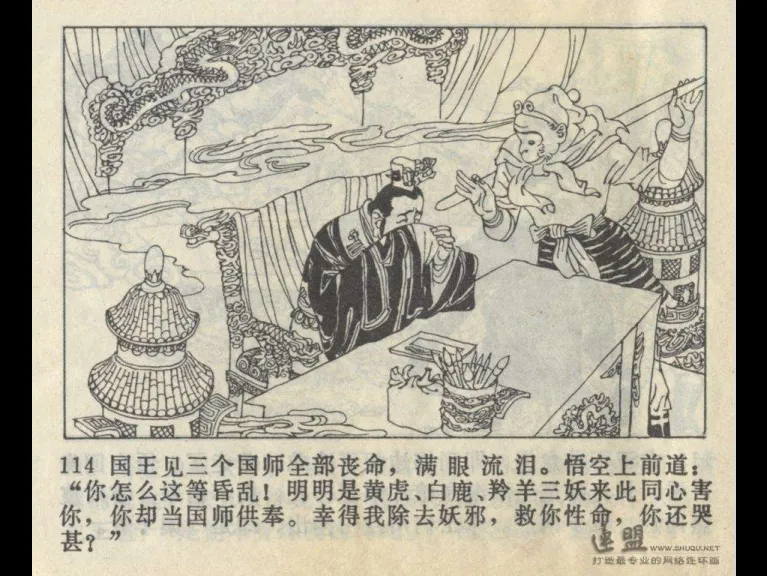 114 国王见三个国师全部丧命，满眼流泪。悟空上前道：
“你怎么这等昏乱！明明是黄虎、白鹿、羚羊三妖来此同心害
你，你却当国师供奉。幸得我除去妖邪，救你性命，你还哭
甚？”
连盟 WWW.SHUQU.NET
打造最专业的网络连环画